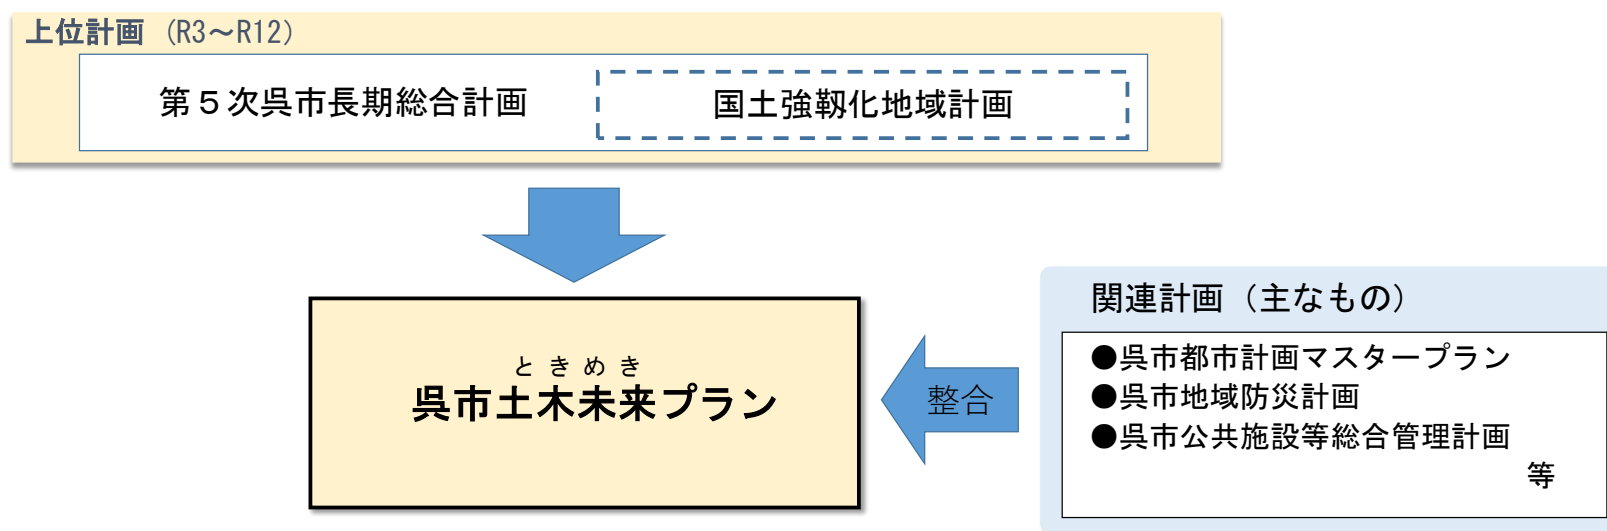 上位計画（R3～R12）
第５次呉市長期総合計画
国土強靱化地域計画
ときめき
呉市土木未来プラン
整合
関連計画（主なもの）
●呉市都市計画マスタープラン
●呉市地域防災計画
●呉市公共施設等総合管理計画
等